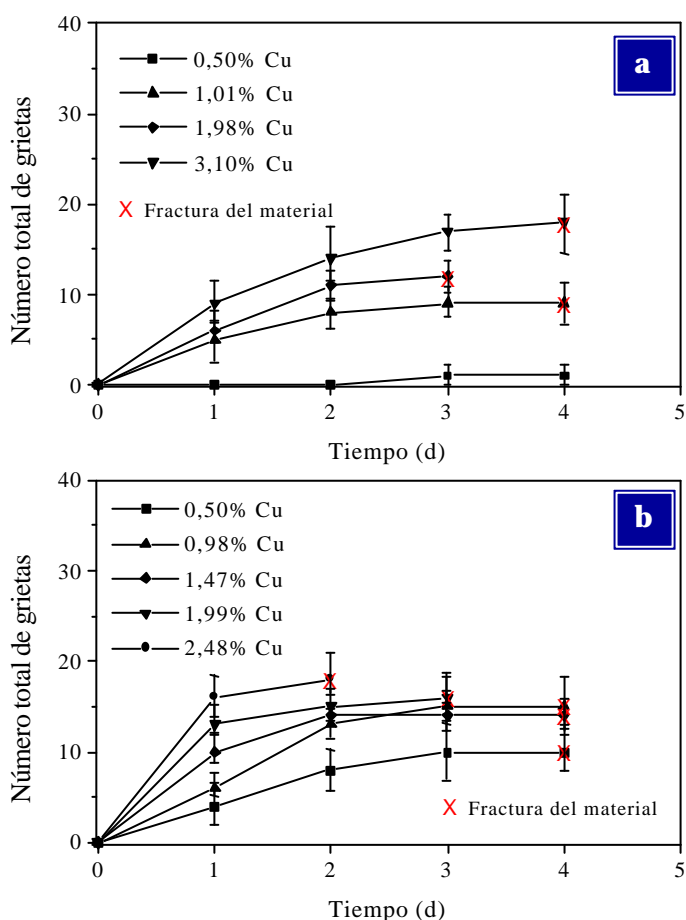 40
30
20
10
0
Número total de grietas
0,50% Cu
1,01% Cu
1,98% Cu
3,10% Cu
X Fractura del material
a
0 1 2 3 4 5
Tiempo (d)
40
30
20
10
0
Número total de grietas
0,50% Cu
0,98% Cu
1,47% Cu
1,99% Cu
2,48% Cu
b
X Fractura del material
0 1 2 3 4 5
Tiempo (d)